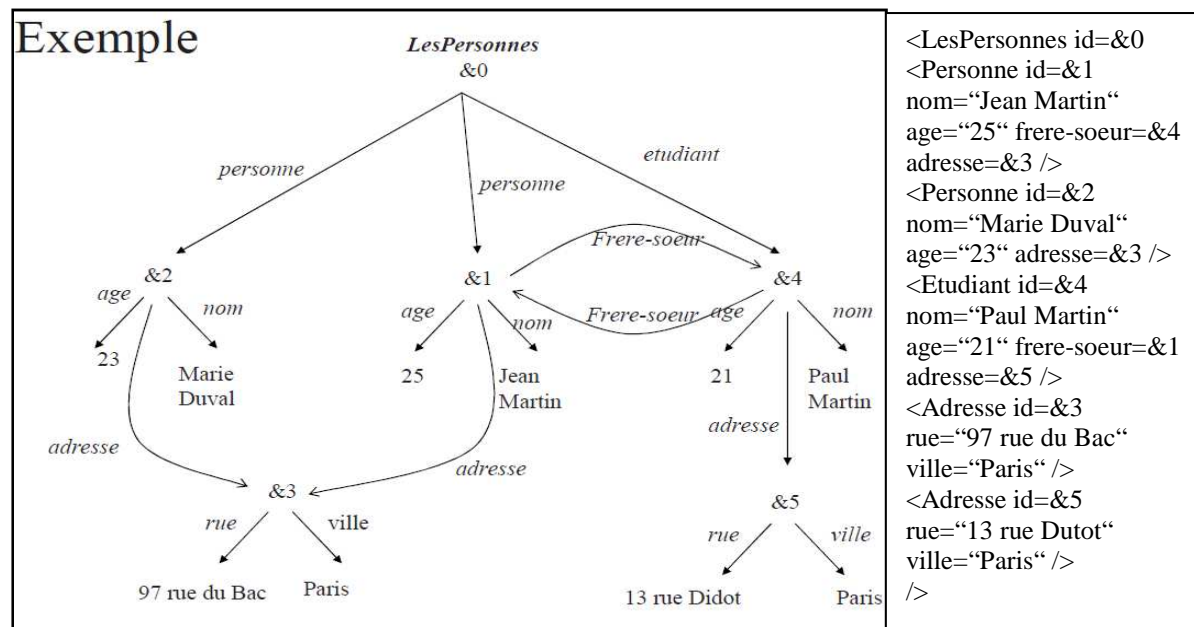 Exemple
LesPersonnes
&0
personne
personne
etudiant
Frere-soeur
&2
&1
&4
age
nom
age
nom
Frere-soeur
age
nom
23
Marie
Duval
25
Jean
Martin
21
Paul
Martin
adresse
adresse
adresse
&3
&5
rue
ville
rue
ville
97 rue du Bac
Paris
13 rue Didot
Paris
<LesPersonnes id=&0
<Personne id=&1
nom=“Jean Martin“
age=“25“ frere-soeur=&4
adresse=&3 />
<Personne id=&2
nom=“Marie Duval“
age=“23“ adresse=&3 />
<Etudiant id=&4
nom=“Paul Martin“
age=“21“ frere-soeur=&1
adresse=&5 />
<Adresse id=&3
rue=“97 rue du Bac“
ville=“Paris“ />
<Adresse id=&5
rue=“13 rue Dutot“
ville=“Paris“ />
/>